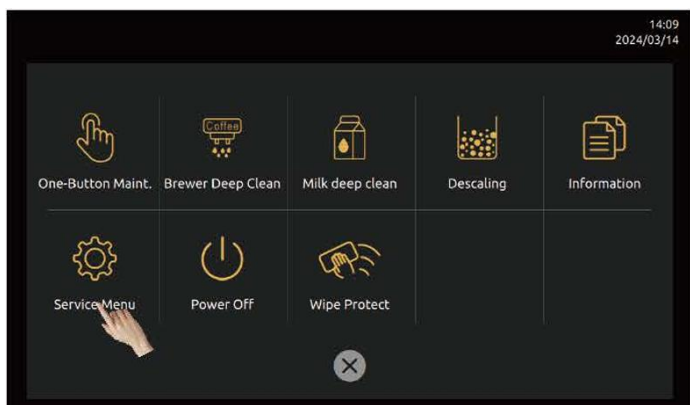 14:09
2024/03/14
Coffee
One-Button Maint.
Brewer Deep Clean
Milk deep clean
Descaling
Information
Service Menu
Power Off
Wipe Protect